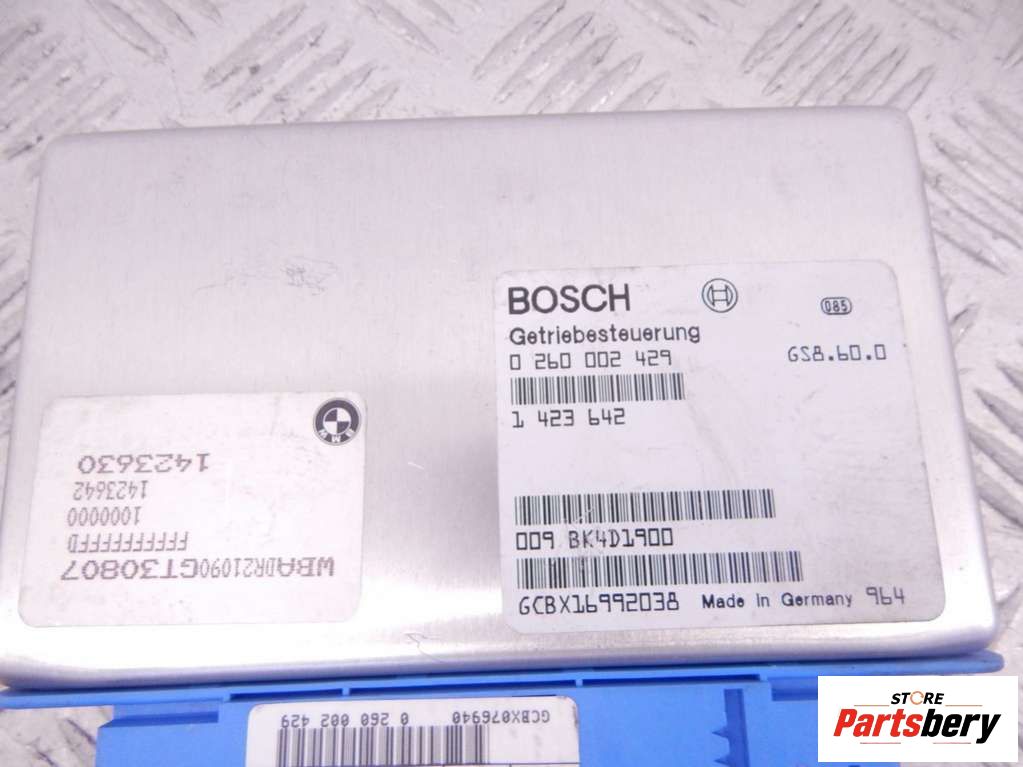 BOSCH
085
Getriebesteuerung
0 260 002 429
GS8.60.0
1 423 642
009 BK4D1900
GCBX16992038 Made in Germany 964
BMW
WBADR21090GT30807
FFFFFFFFFD
1000000
1423642
1423630
GCBX076940 0 260 002 429
STORE
Partsbery